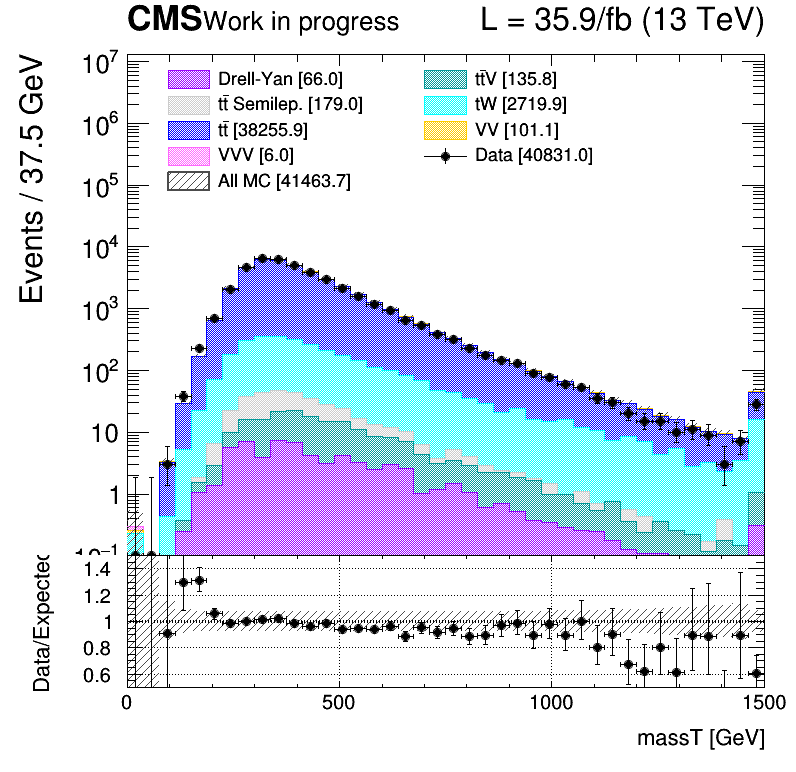 CMS Work in progress L = 35.9/fb (13 TeV)
Events / 37.5 GeV
10⁷
10⁶
10⁵
10⁴
10³
10²
10
1
10⁻¹
Drell-Yan [66.0]
tt̄V [135.8]
tt̄ Semilep. [179.0]
tW [2719.9]
tt̄ [38255.9]
VV [101.1]
VVV [6.0]
Data [40831.0]
All MC [41463.7]
Data/Expected
1.4
1.2
1
0.8
0.6
0 500 1000 1500
massT [GeV]